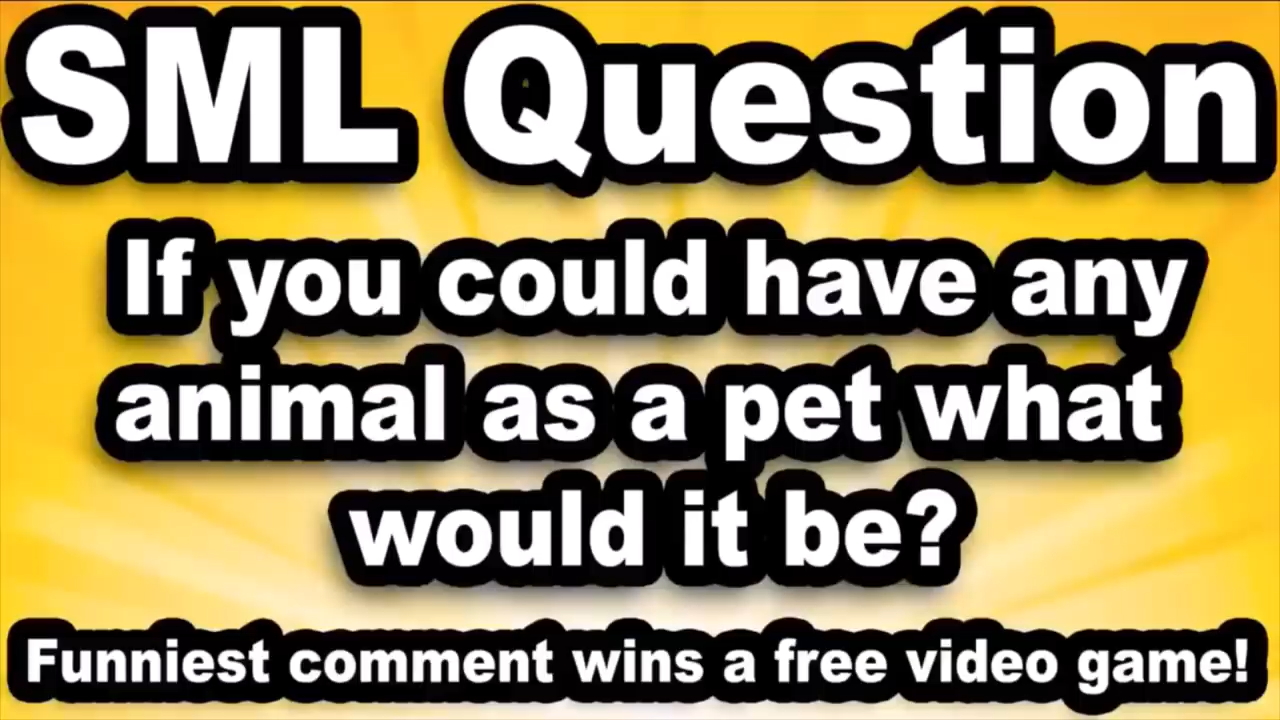 SML Question
If you could have any
animal as a pet what
would it be?
Funniest comment wins a free video game!